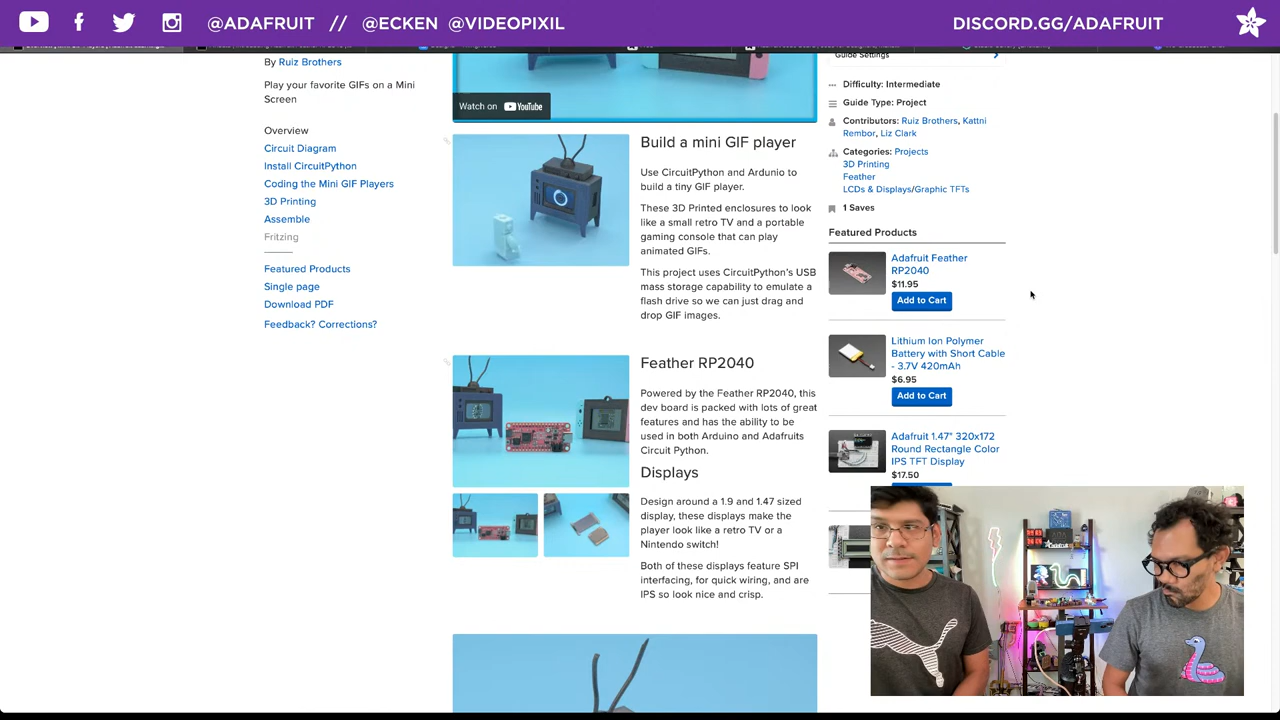 @ADAFRUIT // @ECKEN @VIDEOPIXIL
DISCORD.GG/ADAFRUIT
By Ruiz Brothers
Play your favorite GIFs on a Mini
Screen
Overview
Circuit Diagram
Install CircuitPython
Coding the Mini GIF Players
3D Printing
Assemble
Fritzing
Featured Products
Single page
Download PDF
Feedback? Corrections?
Watch on YouTube
Build a mini GIF player
Use CircuitPython and Ardunio to
build a tiny GIF player.
These 3D Printed enclosures to look
like a small retro TV and a portable
gaming console that can play
animated GIFs.
This project uses CircuitPython's USB
mass storage capability to emulate a
flash drive so we can just drag and
drop GIF images.
Feather RP2040
Powered by the Feather RP2040, this
dev board is packed with lots of great
features and has the ability to be
used in both Arduino and Adafruits
Circuit Python.
Displays
Design around a 1.9 and 1.47 sized
display, these displays make the
player look like a retro TV or a
Nintendo switch!
Both of these displays feature SPI
interfacing, for quick wiring, and are
IPS so look nice and crisp.
Guide Settings
Difficulty: Intermediate
Guide Type: Project
Contributors: Ruiz Brothers, Kattni
Rembor, Liz Clark
Categories: Projects
3D Printing
Feather
LCDs & Displays/Graphic TFTs
1 Saves
Featured Products
Adafruit Feather
RP2040
$11.95
Add to Cart
Lithium Ion Polymer
Battery with Short Cable
- 3.7V 420mAh
$6.95
Add to Cart
Adafruit 1.47" 320x172
Round Rectangle Color
IPS TFT Display
$17.50